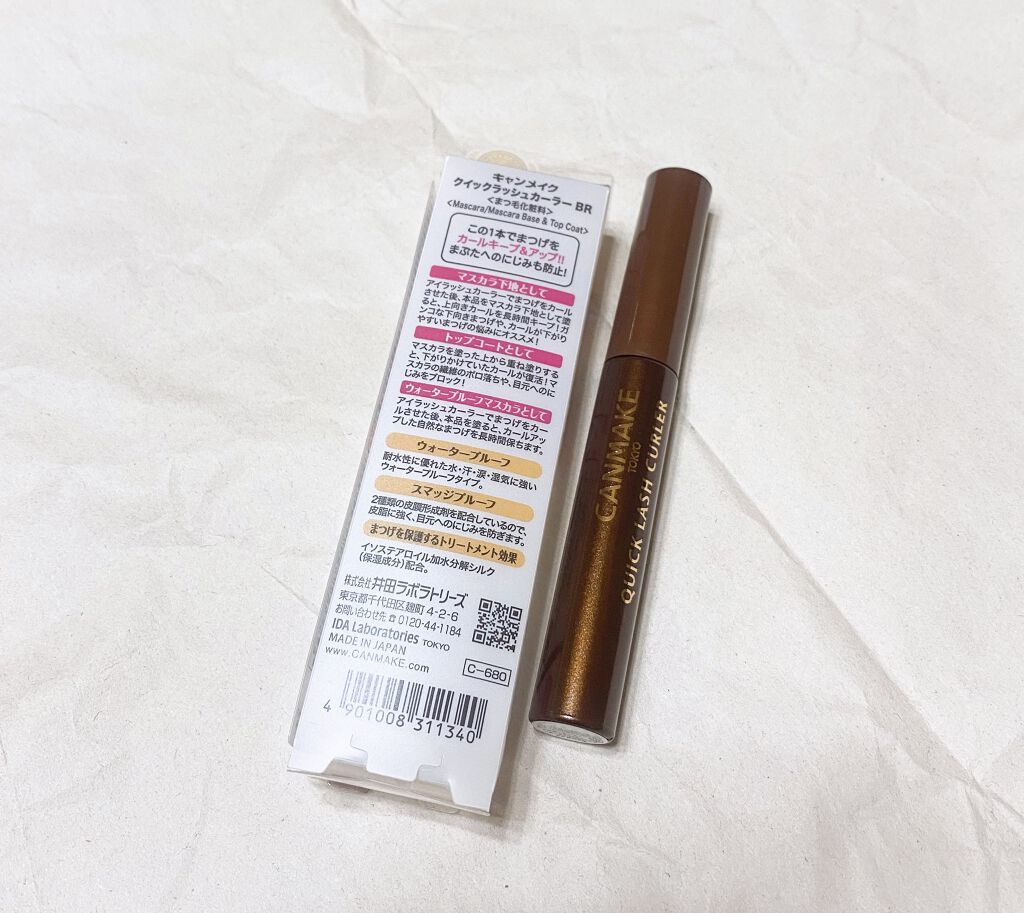 キャンメイク
クイックラッシュカーラー BR
<まつ毛化粧料>
<Mascara/Mascara Base & Top Coat>
この1本でまつげを
カールキープ&アップ!!
まぶたへのにじみも防止!
マスカラ下地として
アイラッシュカーラーでまつげをカール
させた後、本品をマスカラ下地として塗
ると、上向きカールを長時間キープ!ガ
ンコな下向きまつげや、カールが下がり
やすいまつげの悩みにオススメ!
トップコートとして
マスカラを塗った上から重ね塗りする
と、下がりかけていたカールが復活!マ
スカラの繊維のポロ落ちや、目元へのに
じみをブロック!
ウォータープルーフマスカラとして
アイラッシュカーラーでまつげをカー
ルさせた後、本品を塗ると、カールアッ
プした自然なまつげを長時間保ちます。
ウォータープルーフ
耐水性に優れた水・汗・涙・湿気に強い
ウォータープルーフタイプ。
スマッジプルーフ
2種類の皮膜形成剤を配合しているので、
皮脂に強く、目元へのにじみを防ぎます。
まつげを保護するトリートメント効果
イソステアロイル加水分解シルク
(保湿成分)配合。
株式会社 井田ラボラトリーズ
東京都千代田区麹町 4-2-6
お問い合わせ先 ☎ 0120-44-1184
IDA Laboratories TOKYO
MADE IN JAPAN
www.CANMAKE.com
C-680
4 901008 311340
CANMAKE
TOKYO
QUICK LASH CURLER